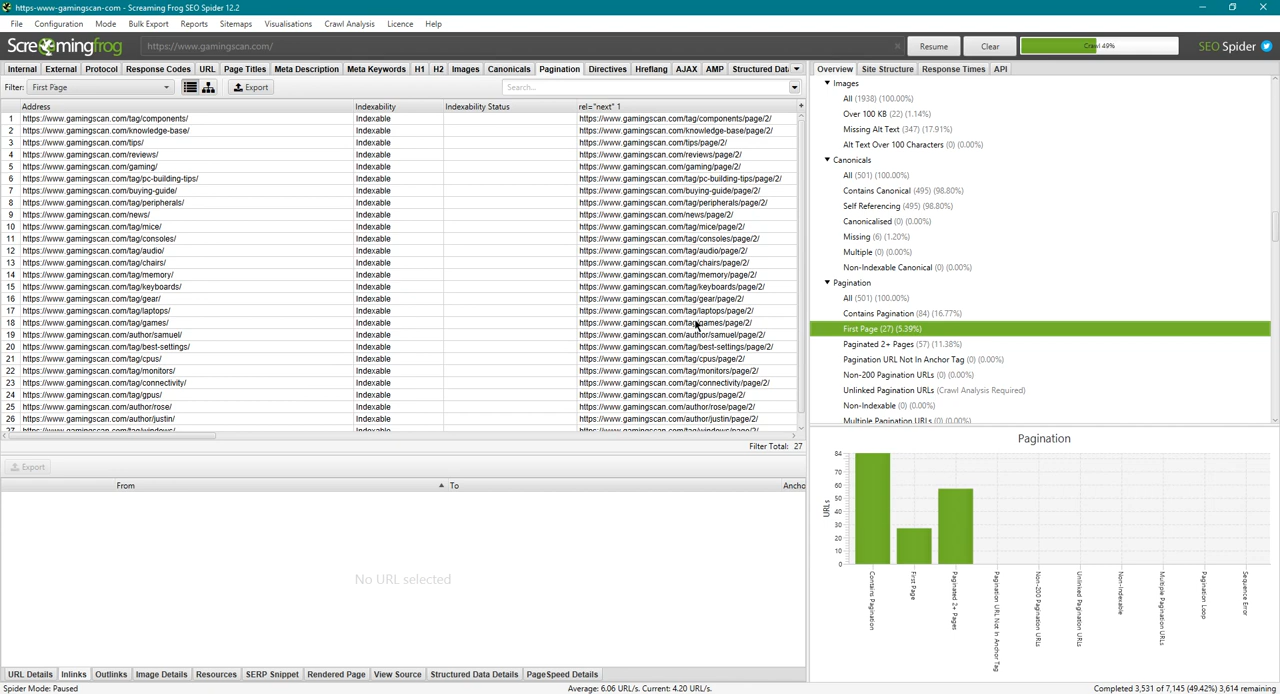 https-www-gamingscan-com - Screaming Frog SEO Spider 12.2
File Configuration Mode Bulk Export Reports Sitemaps Visualisations Crawl Analysis Licence Help
Screamingfrog https://www.gamingscan.com/ Resume Clear Crawl 49% SEO Spider
Internal External Protocol Response Codes URL Page Titles Meta Description Meta Keywords H1 H2 Images Canonicals Pagination Directives Hreflang AJAX AMP Structured Dat
Filter: First Page Export Search...
Address Indexability Indexability Status rel="next" 1
1 https://www.gamingscan.com/tag/components/ Indexable https://www.gamingscan.com/tag/components/page/2/
2 https://www.gamingscan.com/knowledge-base/ Indexable https://www.gamingscan.com/knowledge-base/page/2/
3 https://www.gamingscan.com/tips/ Indexable https://www.gamingscan.com/tips/page/2/
4 https://www.gamingscan.com/reviews/ Indexable https://www.gamingscan.com/reviews/page/2/
5 https://www.gamingscan.com/gaming/ Indexable https://www.gamingscan.com/gaming/page/2/
6 https://www.gamingscan.com/tag/pc-building-tips/ Indexable https://www.gamingscan.com/tag/pc-building-tips/page/2/
7 https://www.gamingscan.com/buying-guide/ Indexable https://www.gamingscan.com/buying-guide/page/2/
8 https://www.gamingscan.com/tag/peripherals/ Indexable https://www.gamingscan.com/tag/peripherals/page/2/
9 https://www.gamingscan.com/news/ Indexable https://www.gamingscan.com/news/page/2/
10 https://www.gamingscan.com/tag/mice/ Indexable https://www.gamingscan.com/tag/mice/page/2/
11 https://www.gamingscan.com/tag/consoles/ Indexable https://www.gamingscan.com/tag/consoles/page/2/
12 https://www.gamingscan.com/tag/audio/ Indexable https://www.gamingscan.com/tag/audio/page/2/
13 https://www.gamingscan.com/tag/chairs/ Indexable https://www.gamingscan.com/tag/chairs/page/2/
14 https://www.gamingscan.com/tag/memory/ Indexable https://www.gamingscan.com/tag/memory/page/2/
15 https://www.gamingscan.com/tag/keyboards/ Indexable https://www.gamingscan.com/tag/keyboards/page/2/
16 https://www.gamingscan.com/tag/gear/ Indexable https://www.gamingscan.com/tag/gear/page/2/
17 https://www.gamingscan.com/tag/laptops/ Indexable https://www.gamingscan.com/tag/laptops/page/2/
18 https://www.gamingscan.com/tag/games/ Indexable https://www.gamingscan.com/tag/games/page/2/
19 https://www.gamingscan.com/author/samuel/ Indexable https://www.gamingscan.com/author/samuel/page/2/
20 https://www.gamingscan.com/tag/best-settings/ Indexable https://www.gamingscan.com/tag/best-settings/page/2/
21 https://www.gamingscan.com/tag/cpus/ Indexable https://www.gamingscan.com/tag/cpus/page/2/
22 https://www.gamingscan.com/tag/monitors/ Indexable https://www.gamingscan.com/tag/monitors/page/2/
23 https://www.gamingscan.com/tag/connectivity/ Indexable https://www.gamingscan.com/tag/connectivity/page/2/
24 https://www.gamingscan.com/tag/gpus/ Indexable https://www.gamingscan.com/tag/gpus/page/2/
25 https://www.gamingscan.com/author/rose/ Indexable https://www.gamingscan.com/author/rose/page/2/
26 https://www.gamingscan.com/author/justin/ Indexable https://www.gamingscan.com/author/justin/page/2/
27 https://www.gamingscan.com/tag/windows/ Indexable https://www.gamingscan.com/tag/windows/page/2/
Filter Total: 27
Export
From To Ancho
No URL selected
URL Details Inlinks Outlinks Image Details Resources SERP Snippet Rendered Page View Source Structured Data Details PageSpeed Details
Overview Site Structure Response Times API
Images
All (1938) (100.00%)
Over 100 KB (22) (1.14%)
Missing Alt Text (347) (17.91%)
Alt Text Over 100 Characters (0) (0.00%)
Canonicals
All (501) (100.00%)
Contains Canonical (495) (98.80%)
Self Referencing (495) (98.80%)
Canonicalised (0) (0.00%)
Missing (6) (1.20%)
Multiple (0) (0.00%)
Non-Indexable Canonical (0) (0.00%)
Pagination
All (501) (100.00%)
Contains Pagination (84) (16.77%)
First Page (27) (5.39%)
Paginated 2+ Pages (57) (11.38%)
Pagination URL Not In Anchor Tag (0) (0.00%)
Non-200 Pagination URLs (0) (0.00%)
Unlinked Pagination URLs (Crawl Analysis Required)
Non-Indexable (0) (0.00%)
Multiple Pagination URLs (0) (0.00%)
Pagination
URLs
84
70
60
50
40
30
20
10
0
Contains Pagination
First Page
Paginated 2+ Pages
Pagination URL Not In Anchor Tag
Non-200 Pagination URLs
Unlinked Pagination URLs
Non-Indexable
Multiple Pagination URLs
Pagination Loop
Sequence Error
Spider Mode: Paused Average: 6.06 URL/s. Current: 4.20 URL/s. Completed 3,531 of 7,145 (49.42%) 3,614 remaining